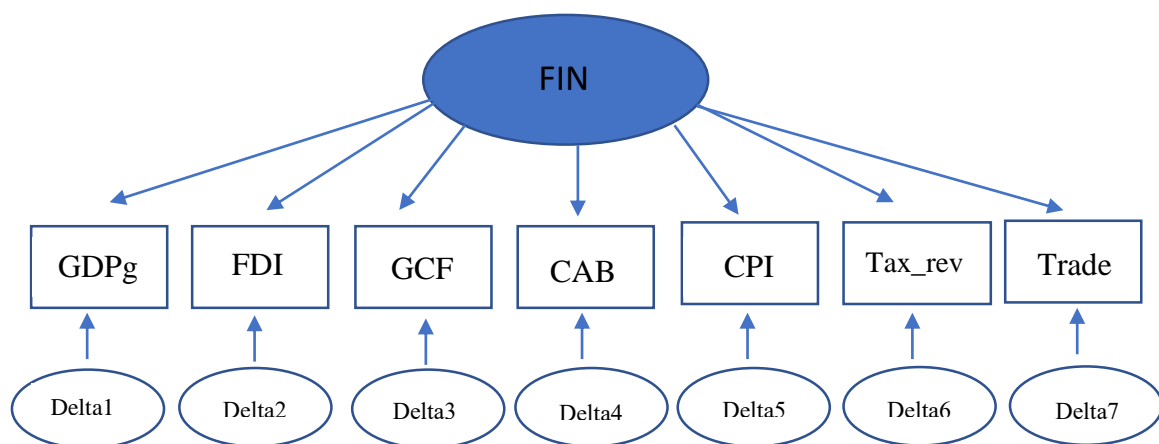 FIN
GDPg FDI GCF CAB CPI Tax_rev Trade
Delta1 Delta2 Delta3 Delta4 Delta5 Delta6 Delta7